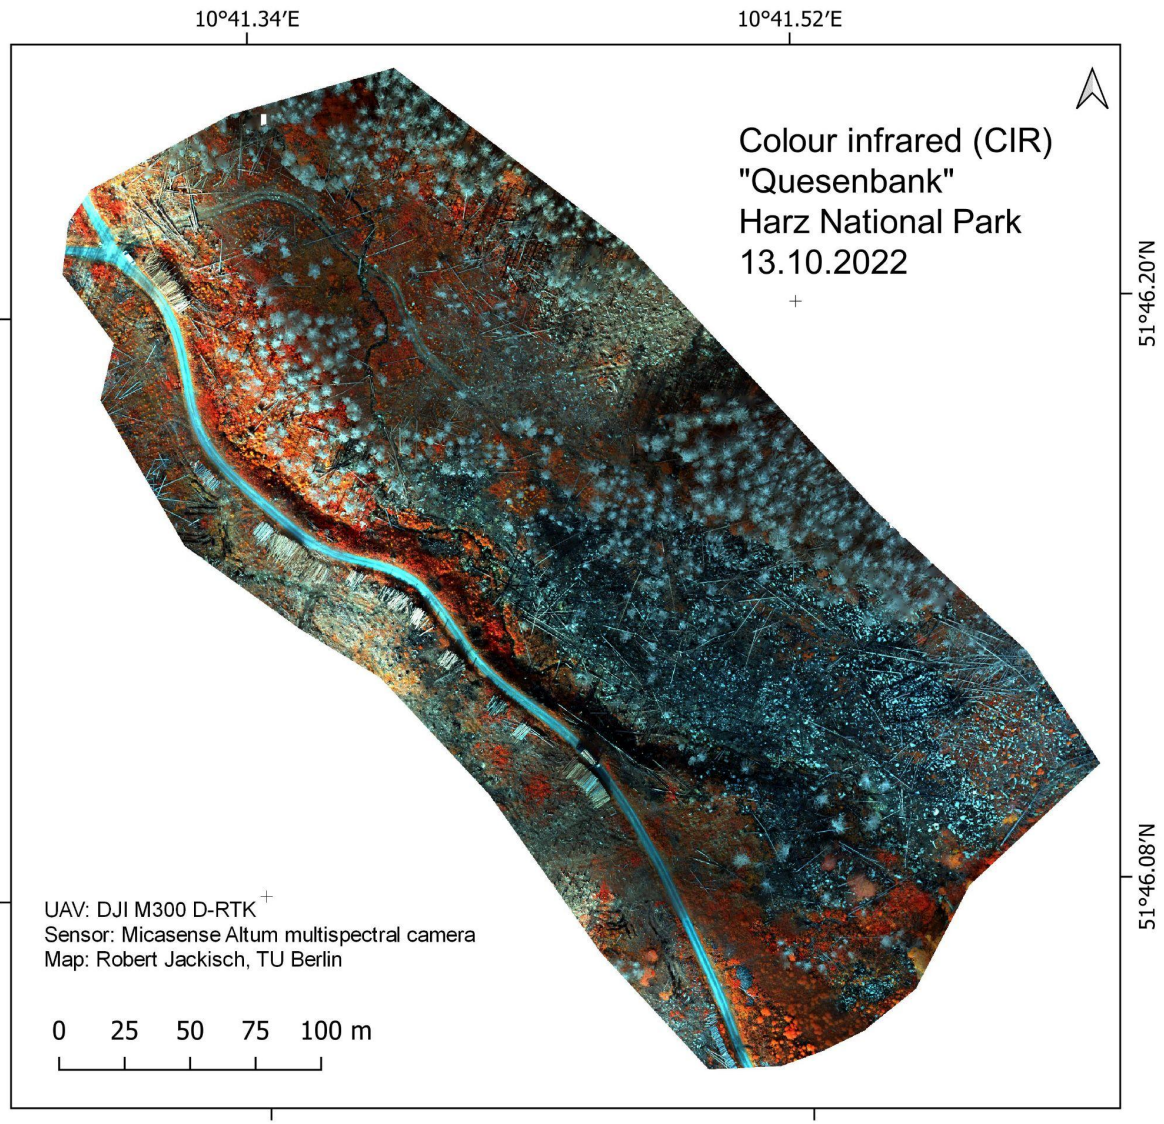 10°41.34′E
10°41.52′E
Colour infrared (CIR)
"Quesenbank"
Harz National Park
13.10.2022
51°46.20′N
51°46.08′N
UAV: DJI M300 D-RTK
Sensor: Micasense Altum multispectral camera
Map: Robert Jackisch, TU Berlin
0 25 50 75 100 m